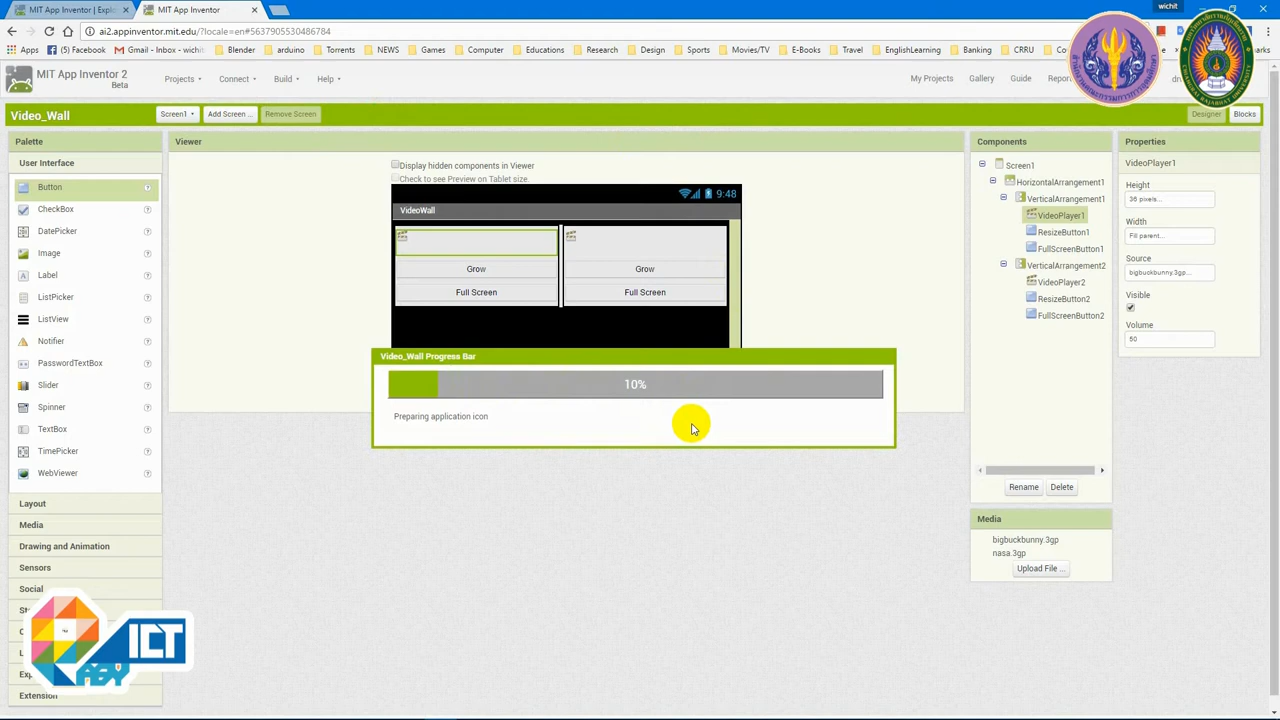 MIT App Inventor | Expl
MIT App Inventor
wichit
ai2.appinventor.mit.edu/?locale=en#5637905530486784
Apps
(5) Facebook
Gmail - Inbox - wichit
Blender
arduino
Torrents
NEWS
Games
Computer
Educations
Research
Design
Sports
Movies/TV
E-Books
Travel
EnglishLearning
Banking
CRRU
MIT App Inventor 2
Beta
Projects
Connect
Build
Help
My Projects
Gallery
Guide
Video_Wall
Screen1
Add Screen ...
Remove Screen
Designer
Blocks
Palette
Viewer
Components
Properties
User Interface
Button
CheckBox
DatePicker
Image
Label
ListPicker
ListView
Notifier
PasswordTextBox
Slider
Spinner
TextBox
TimePicker
WebViewer
Layout
Media
Drawing and Animation
Sensors
Social
Extension
Display hidden components in Viewer
Check to see Preview on Tablet size.
9:48
VideoWall
Grow
Grow
Full Screen
Full Screen
Video_Wall Progress Bar
10%
Preparing application icon
Screen1
HorizontalArrangement1
VerticalArrangement1
VideoPlayer1
ResizeButton1
FullScreenButton1
VerticalArrangement2
VideoPlayer2
ResizeButton2
FullScreenButton2
Rename
Delete
Media
bigbuckbunny.3gp
nasa.3gp
Upload File ...
VideoPlayer1
Height
36 pixels...
Width
Fill parent...
Source
bigbuckbunny.3gp...
Visible
Volume
50
ICT